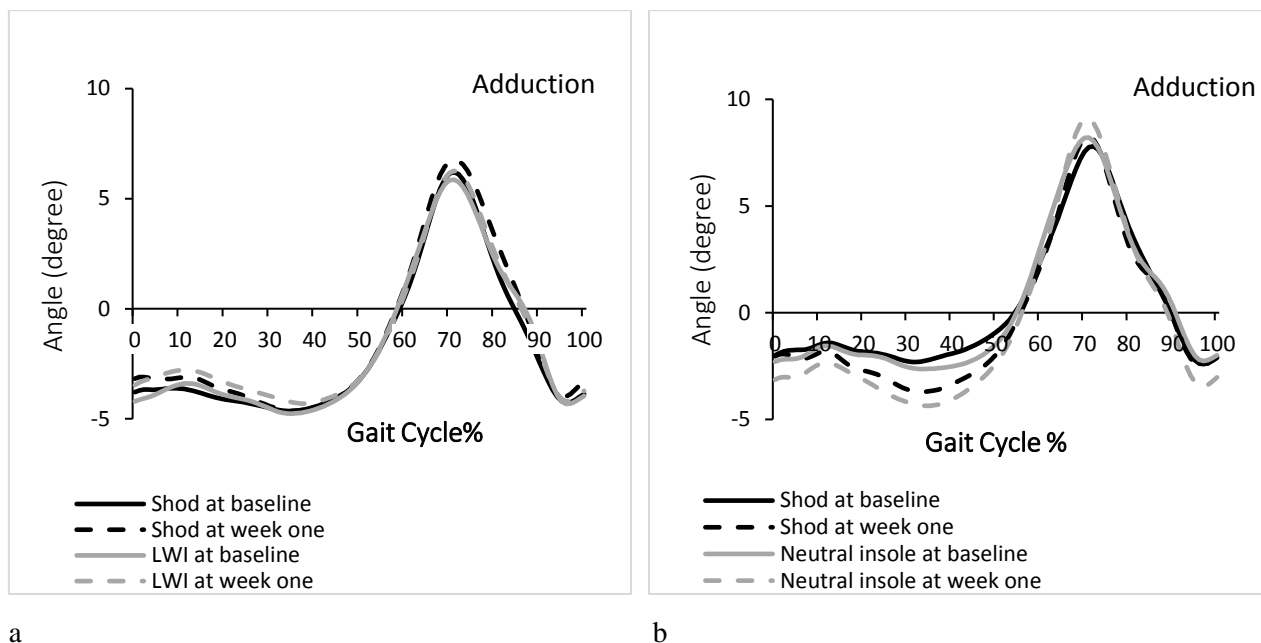 Adduction
10
5
0
-5
Angle (degree)
0 10 20 30 40 50 60 70 80 90 100
Gait Cycle%
Shod at baseline
Shod at week one
LWI at baseline
LWI at week one
a
Adduction
10
5
0
-5
Angle (degree)
0 10 20 30 40 50 60 70 80 90 100
Gait Cycle %
Shod at baseline
Shod at week one
Neutral insole at baseline
Neutral insole at week one
b